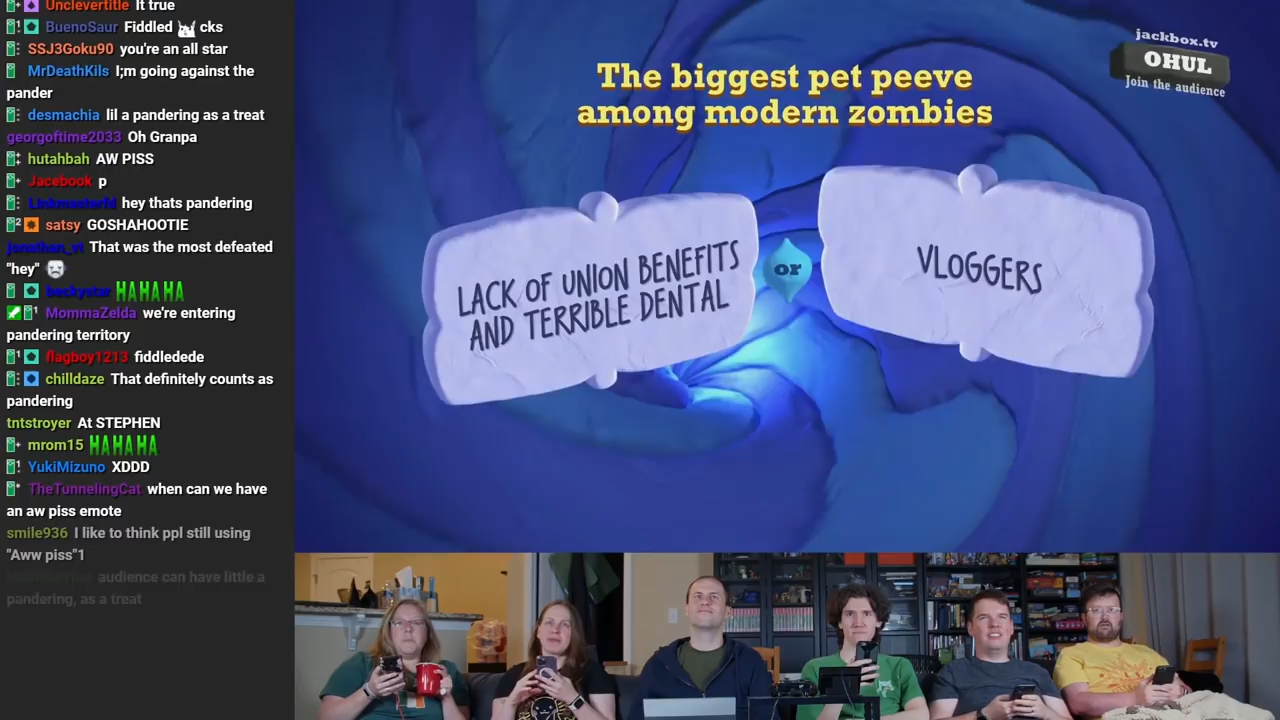 Unclevertitle It true
BuenoSaur Fiddled cks
SSJ3Goku90 you're an all star
MrDeathKils I;m going against the
pander
desmachia lil a pandering as a treat
georgoftime2033 Oh Granpa
hutahbah AW PISS
Jacebook p
Linkmasterfd hey thats pandering
satsy GOSHAHOOTIE
jonathan_vt That was the most defeated
"hey"
beckystar HAHAHA
MommaZelda we're entering
pandering territory
flagboy1213 fiddledede
chilldaze That definitely counts as
pandering
tntstroyer At STEPHEN
mrom15 HAHAHA
YukiMizuno XDDD
TheTunnelingCat when can we have
an aw piss emote
smile936 I like to think ppl still using
"Aww piss"1
audience can have little a
pandering, as a treat
The biggest pet peeve
among modern zombies
jackbox.tv
OHUL
Join the audience
LACK OF UNION BENEFITS
AND TERRIBLE DENTAL
or
VLOGGERS